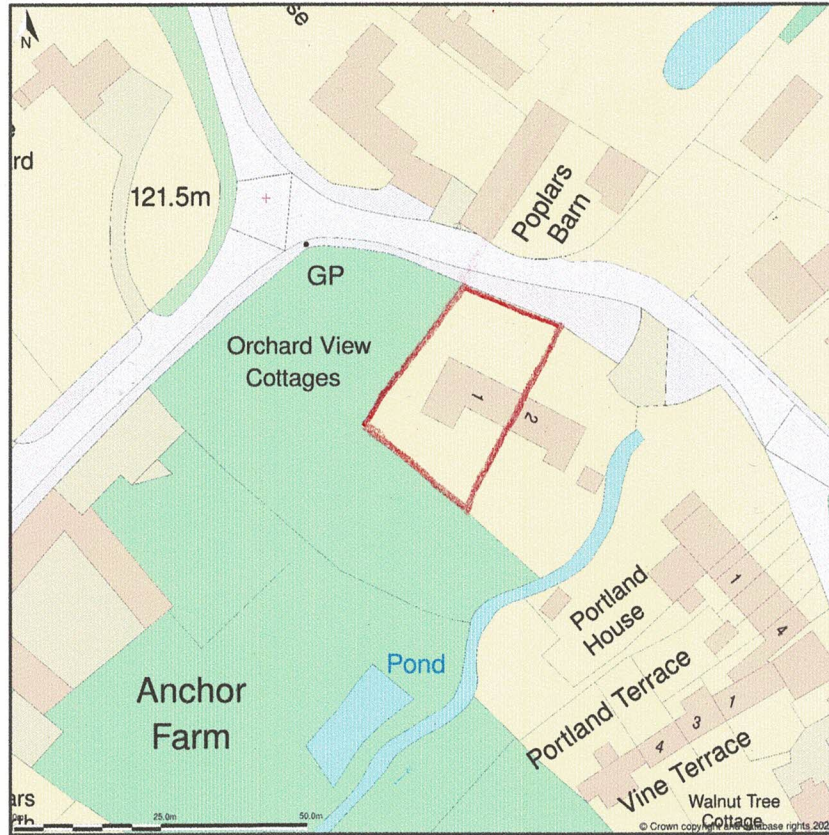 N
se
rd
121.5m
Poplars
Barn
GP
Orchard View
Cottages
1
2
Portland
House
1
4
Pond
Anchor
Farm
Portland Terrace
1
3
4
Vine Terrace
Walnut Tree
Cottage
ars
0m
25.0m
50.0m
© Crown copyright and database rights 202